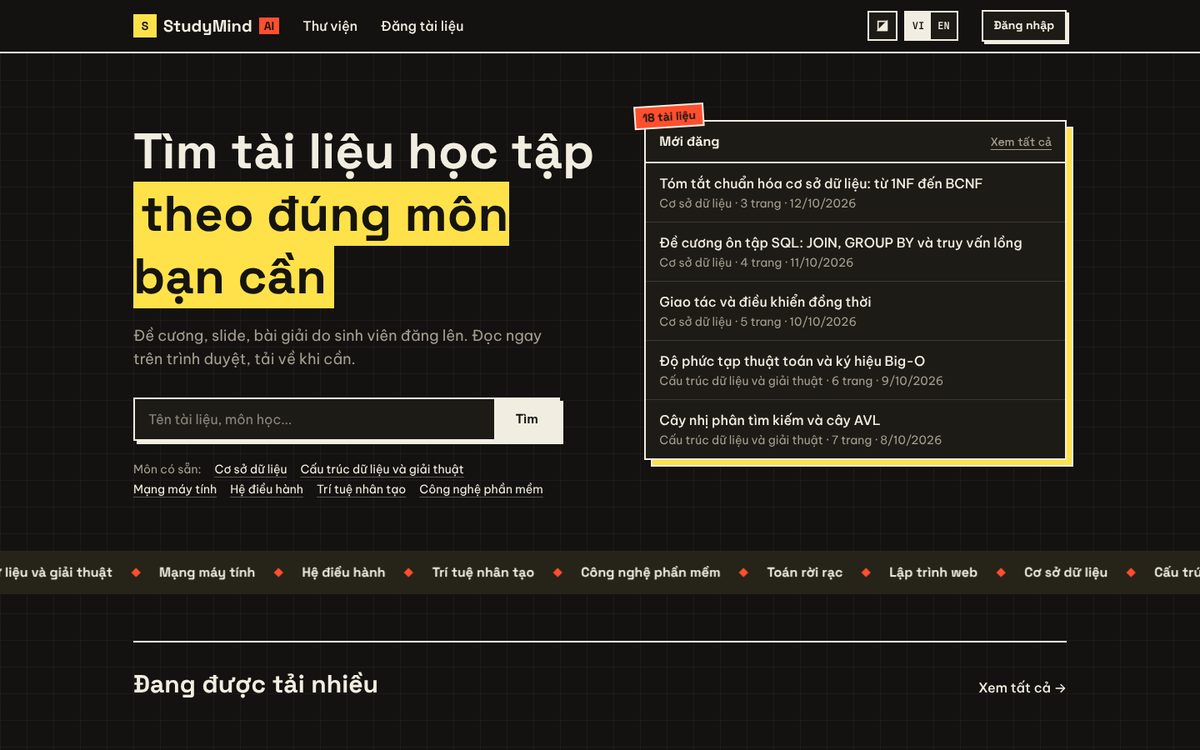 S StudyMind AI Thư viện Đăng tài liệu VI EN Đăng nhập
Tìm tài liệu học tập
theo đúng môn
bạn cần
Đề cương, slide, bài giải do sinh viên đăng lên. Đọc ngay
trên trình duyệt, tải về khi cần.
Tên tài liệu, môn học... Tìm
Môn có sẵn: Cơ sở dữ liệu Cấu trúc dữ liệu và giải thuật
Mạng máy tính Hệ điều hành Trí tuệ nhân tạo Công nghệ phần mềm
18 tài liệu
Mới đăng Xem tất cả
Tóm tắt chuẩn hóa cơ sở dữ liệu: từ 1NF đến BCNF
Cơ sở dữ liệu · 3 trang · 12/10/2026
Đề cương ôn tập SQL: JOIN, GROUP BY và truy vấn lồng
Cơ sở dữ liệu · 4 trang · 11/10/2026
Giao tác và điều khiển đồng thời
Cơ sở dữ liệu · 5 trang · 10/10/2026
Độ phức tạp thuật toán và ký hiệu Big-O
Cấu trúc dữ liệu và giải thuật · 6 trang · 9/10/2026
Cây nhị phân tìm kiếm và cây AVL
Cấu trúc dữ liệu và giải thuật · 7 trang · 8/10/2026
liệu và giải thuật ◆ Mạng máy tính ◆ Hệ điều hành ◆ Trí tuệ nhân tạo ◆ Công nghệ phần mềm ◆ Toán rời rạc ◆ Lập trình web ◆ Cơ sở dữ liệu ◆ Cấu
Đang được tải nhiều Xem tất cả →